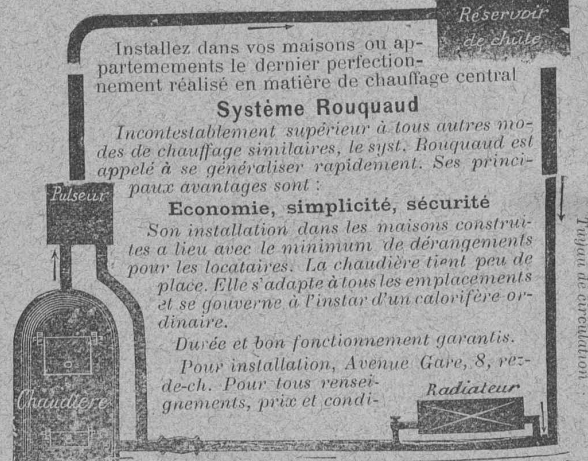 Réservoir
de chute
Installez dans vos maisons ou ap-
partemements le dernier perfection-
nement réalisé en matière de chauffage central
Système Rouquaud
Incontestablement supérieur à tous autres mo-
des de chauffage similaires, le syst. Rouquaud est
appelé à se généraliser rapidement. Ses princi-
paux avantages sont :
Pulseur
Economie, simplicité, sécurité
Son installation dans les maisons construi-
tes a lieu avec le minimum de dérangements
pour les locataires. La chaudière tient peu de
place. Elle s'adapte à tous les emplacements
et se gouverne à l'instar d'un calorifère or-
dinaire.
Durée et bon fonctionnement garantis.
Pour installation, Avenue Gare, 8, rez-
de-ch. Pour tous rensei-
gnements, prix et condi-
Chaudière
Radiateur
Tuyau de circulation